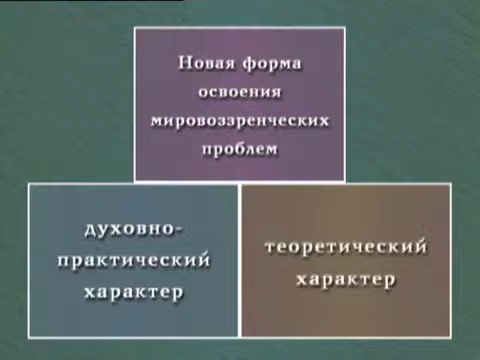 Новая форма
освоения
мировоззренческих
проблем
духовно-
практический
характер
теоретический
характер